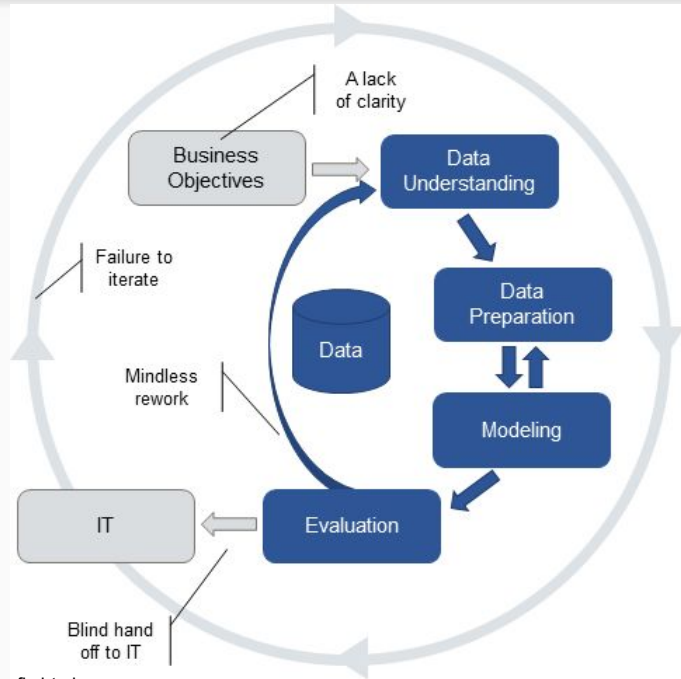 A lack
of clarity
Business
Objectives
Data
Understanding
Failure to
iterate
Data
Preparation
Data
Mindless
rework
Modeling
IT
Evaluation
Blind hand
off to IT